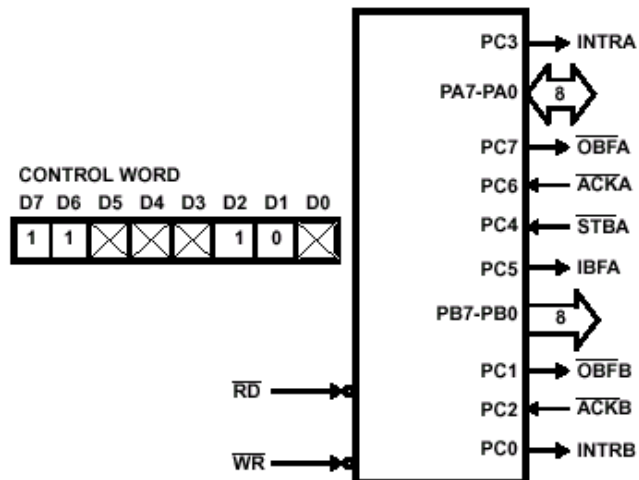 PC3 INTRA
PA7-PA0 8
PC7 OBFA
CONTROL WORD
PC6 ACKA
D7 D6 D5 D4 D3 D2 D1 D0
1 1 1 0
PC4 STBA
PC5 IBFA
PB7-PB0 8
PC1 OBFB
RD
PC2 ACKB
PC0 INTRB
WR